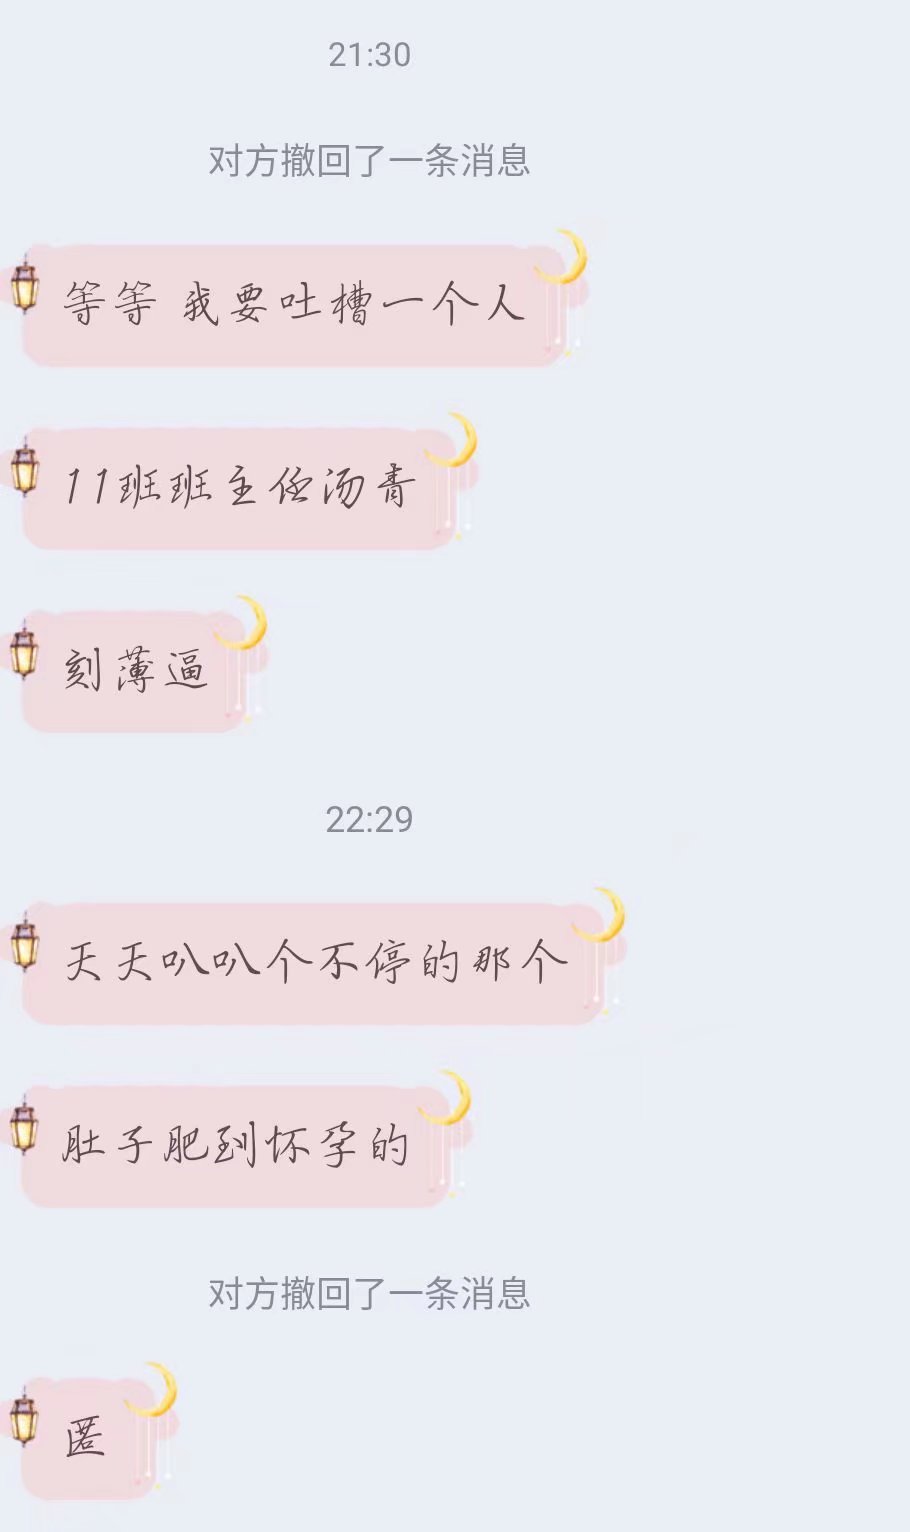 21:30
对方撤回了一条消息
等等 我要吐槽一个人
11班班主任汤青
刻薄逼
22:29
天天叭叭个不停的那个
肚子肥到怀孕的
对方撤回了一条消息
匿